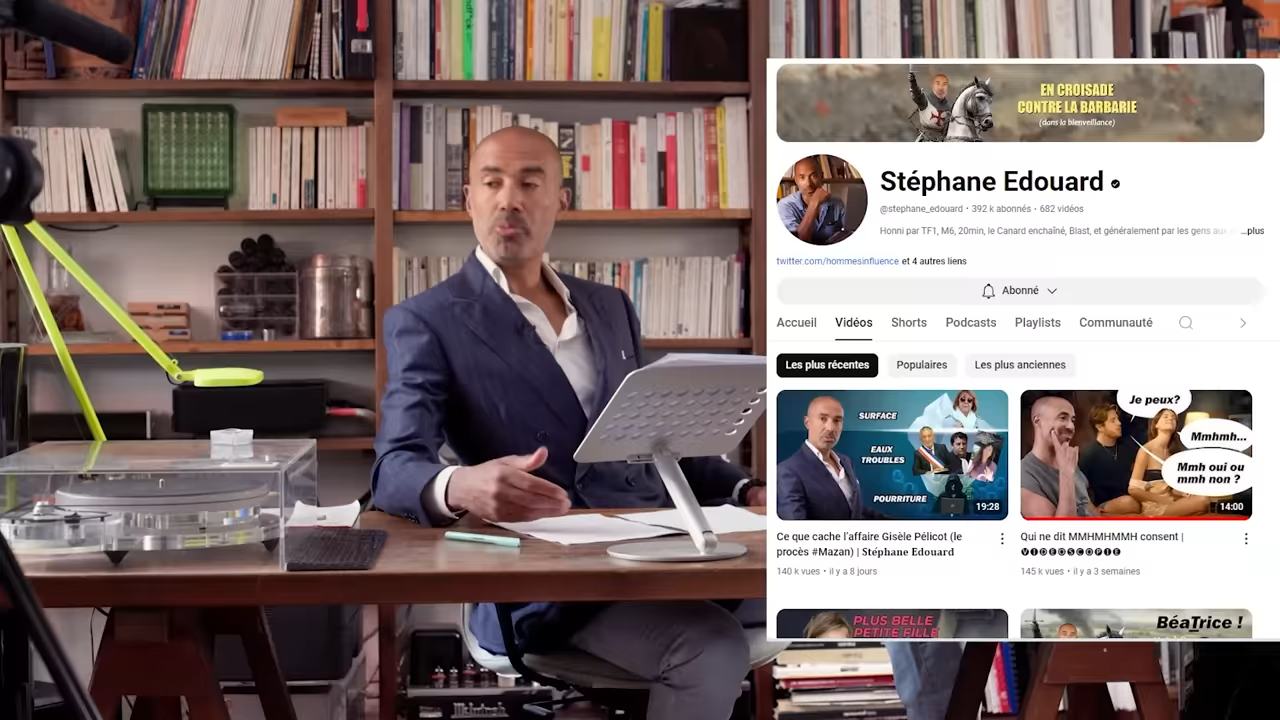 EN CROISADE
CONTRE LA BARBARIE
(dans la bienveillance)
Stéphane Edouard
@stephane_edouard • 392 k abonnés • 682 vidéos
Honni par TF1, M6, 20min, le Canard enchaîné, Blast, et généralement par les gens aux ...plus
twitter.com/hommesinfluence et 4 autres liens
Abonné
Accueil Vidéos Shorts Podcasts Playlists Communauté
Les plus récentes Populaires Les plus anciennes
SURFACE
EAUX
TROUBLES
POURRITURE
19:28
Je peux?
Mmhmh...
Mmh oui ou
mmh non ?
14:00
Ce que cache l'affaire Gisèle Pélicot (le
procès #Mazan) | Stéphane Edouard
140 k vues • il y a 8 jours
Qui ne dit MMHMHMMH consent |
VIDEOSCOPIE
145 k vues • il y a 3 semaines
PLUS BELLE
PETITE FILLE
BéaTrice !
McIntosh